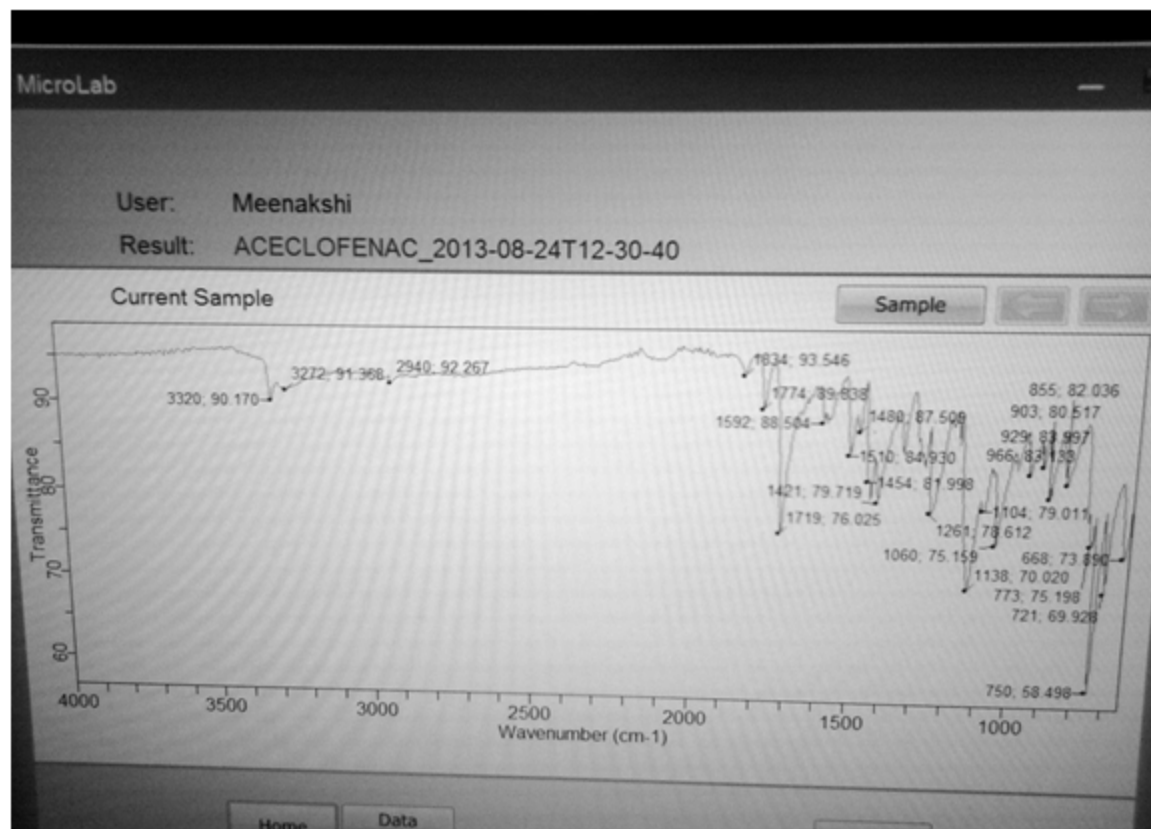 MicroLab
User: Meenakshi
Result: ACECLOFENAC_2013-08-24T12-30-40
Current Sample
Sample
3272; 91.368
2940; 92.267
1834; 93.546
3320; 90.170
1774; 89.838
855; 82.036
1592; 88.504
1480; 87.509
903; 80.517
929; 83.997
1510; 84.930
966; 83.133
1421; 79.719
1454; 81.998
1719; 76.025
1104; 79.011
1261; 78.612
1060; 75.159
668; 73.890
1138; 70.020
773; 75.198
721; 69.928
750; 58.498
Transmittance
90
80
70
60
4000 3500 3000 2500 2000 1500 1000
Wavenumber (cm-1)
Home
Data